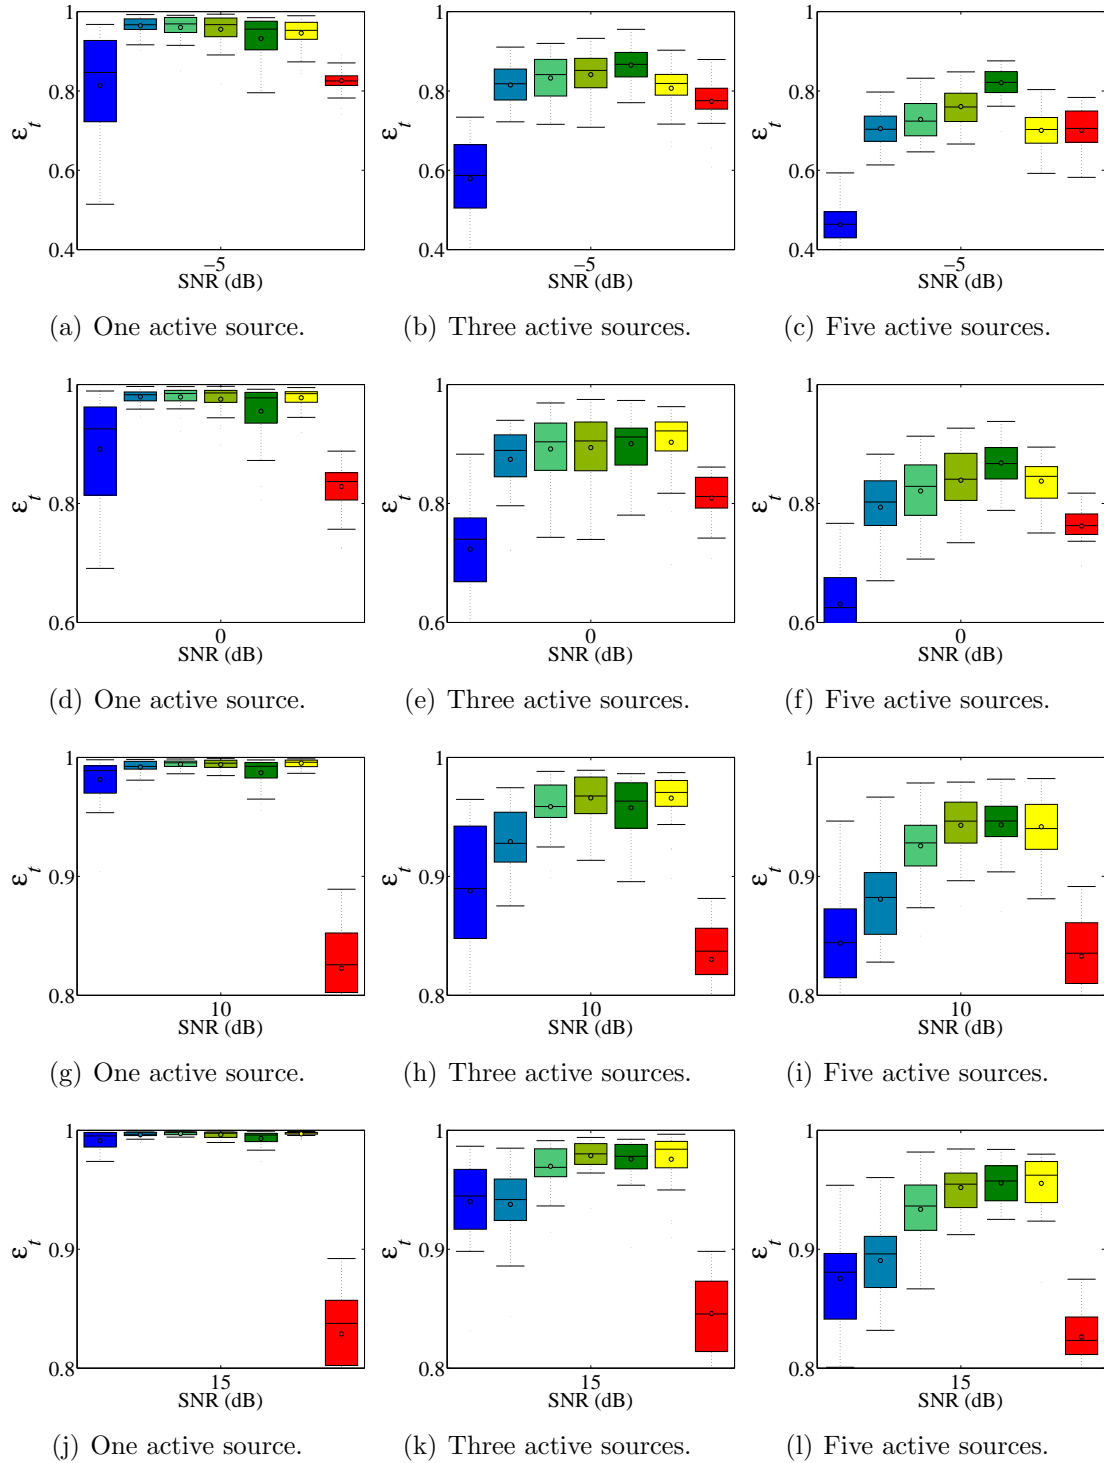 1
0.8
0.6
0.4
ε_t
−5
SNR (dB)
(a) One active source.
1
0.8
0.6
0.4
ε_t
−5
SNR (dB)
(b) Three active sources.
1
0.8
0.6
0.4
ε_t
−5
SNR (dB)
(c) Five active sources.
1
0.8
0.6
ε_t
0
SNR (dB)
(d) One active source.
1
0.8
0.6
ε_t
0
SNR (dB)
(e) Three active sources.
1
0.8
0.6
ε_t
0
SNR (dB)
(f) Five active sources.
1
0.9
0.8
ε_t
10
SNR (dB)
(g) One active source.
1
0.9
0.8
ε_t
10
SNR (dB)
(h) Three active sources.
1
0.9
0.8
ε_t
10
SNR (dB)
(i) Five active sources.
1
0.9
0.8
ε_t
15
SNR (dB)
(j) One active source.
1
0.9
0.8
ε_t
15
SNR (dB)
(k) Three active sources.
1
0.9
0.8
ε_t
15
SNR (dB)
(l) Five active sources.